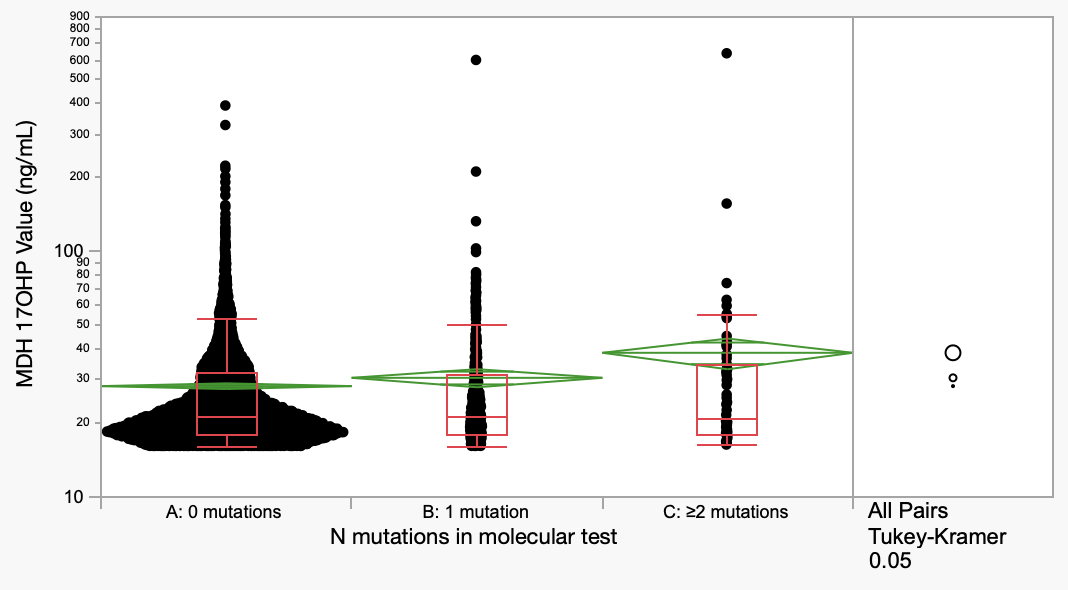 900
800
700
600
500
400
300
200
100
90
80
70
60
50
40
30
20
10
MDH 17OHP Value (ng/mL)
A: 0 mutations
B: 1 mutation
C: ≥2 mutations
N mutations in molecular test
All Pairs
Tukey-Kramer
0.05